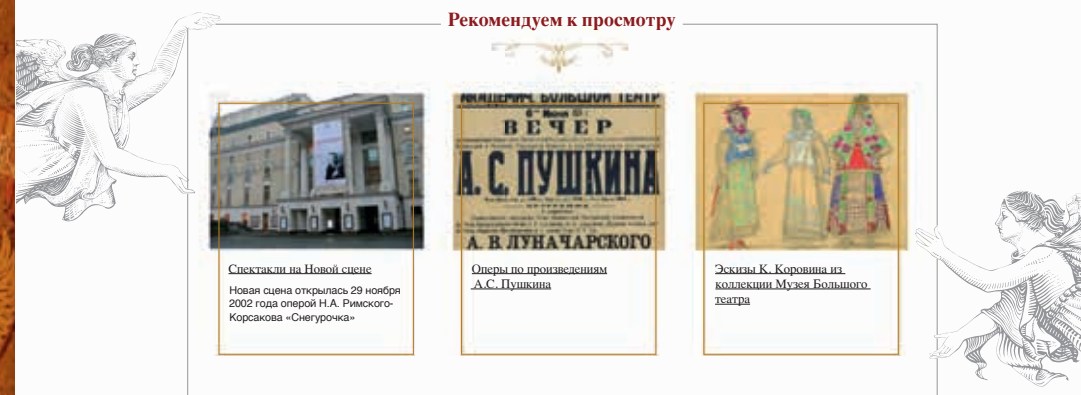 Рекомендуем к просмотру
АКАДЕМИЧ. БОЛЬШОЙ ТЕАТР
ВЕЧЕР
А. С. ПУШКИНА
А. В. ЛУНАЧАРСКОГО
Спектакли на Новой сцене
Новая сцена открылась 29 ноября
2002 года оперой Н.А. Римского-
Корсакова «Снегурочка»
Оперы по произведениям
А.С. Пушкина
Эскизы К. Коровина из
коллекции Музея Большого
театра